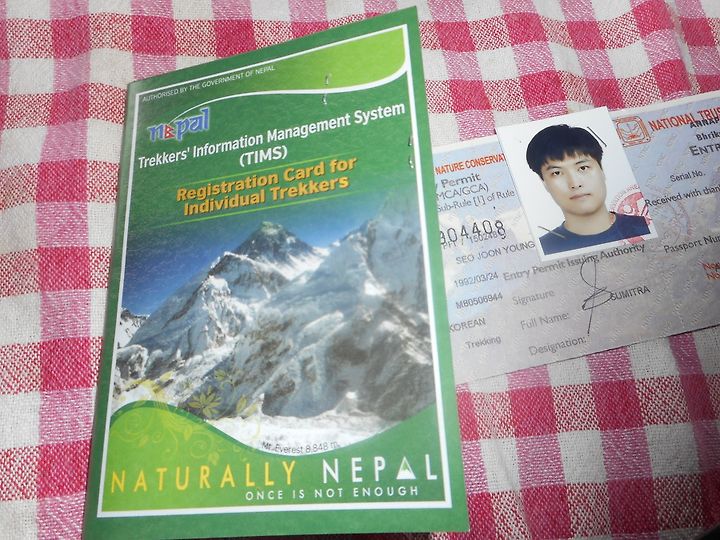 AUTHORISED BY THE GOVERNMENT OF NEPAL
nepal
Trekkers' Information Management System
(TIMS)
Registration Card for
Individual Trekkers
Mt. Everest 8,848 m.
NATURALLY NEPAL
ONCE IS NOT ENOUGH
NATURE CONSERVAT
y Permit
MCA/GCA)
Sub-Rule [1] of Rule
304408
SEO JOON YOUNG
1992/03/24
M80506944
KOREAN
Trekking
Entry Permit Issuing Authority
Signature
Full Name: SUMITRA
Designation:
NATIONAL TRU
Bhrik
ENTR
Serial No.
Received with than
Passport Nu